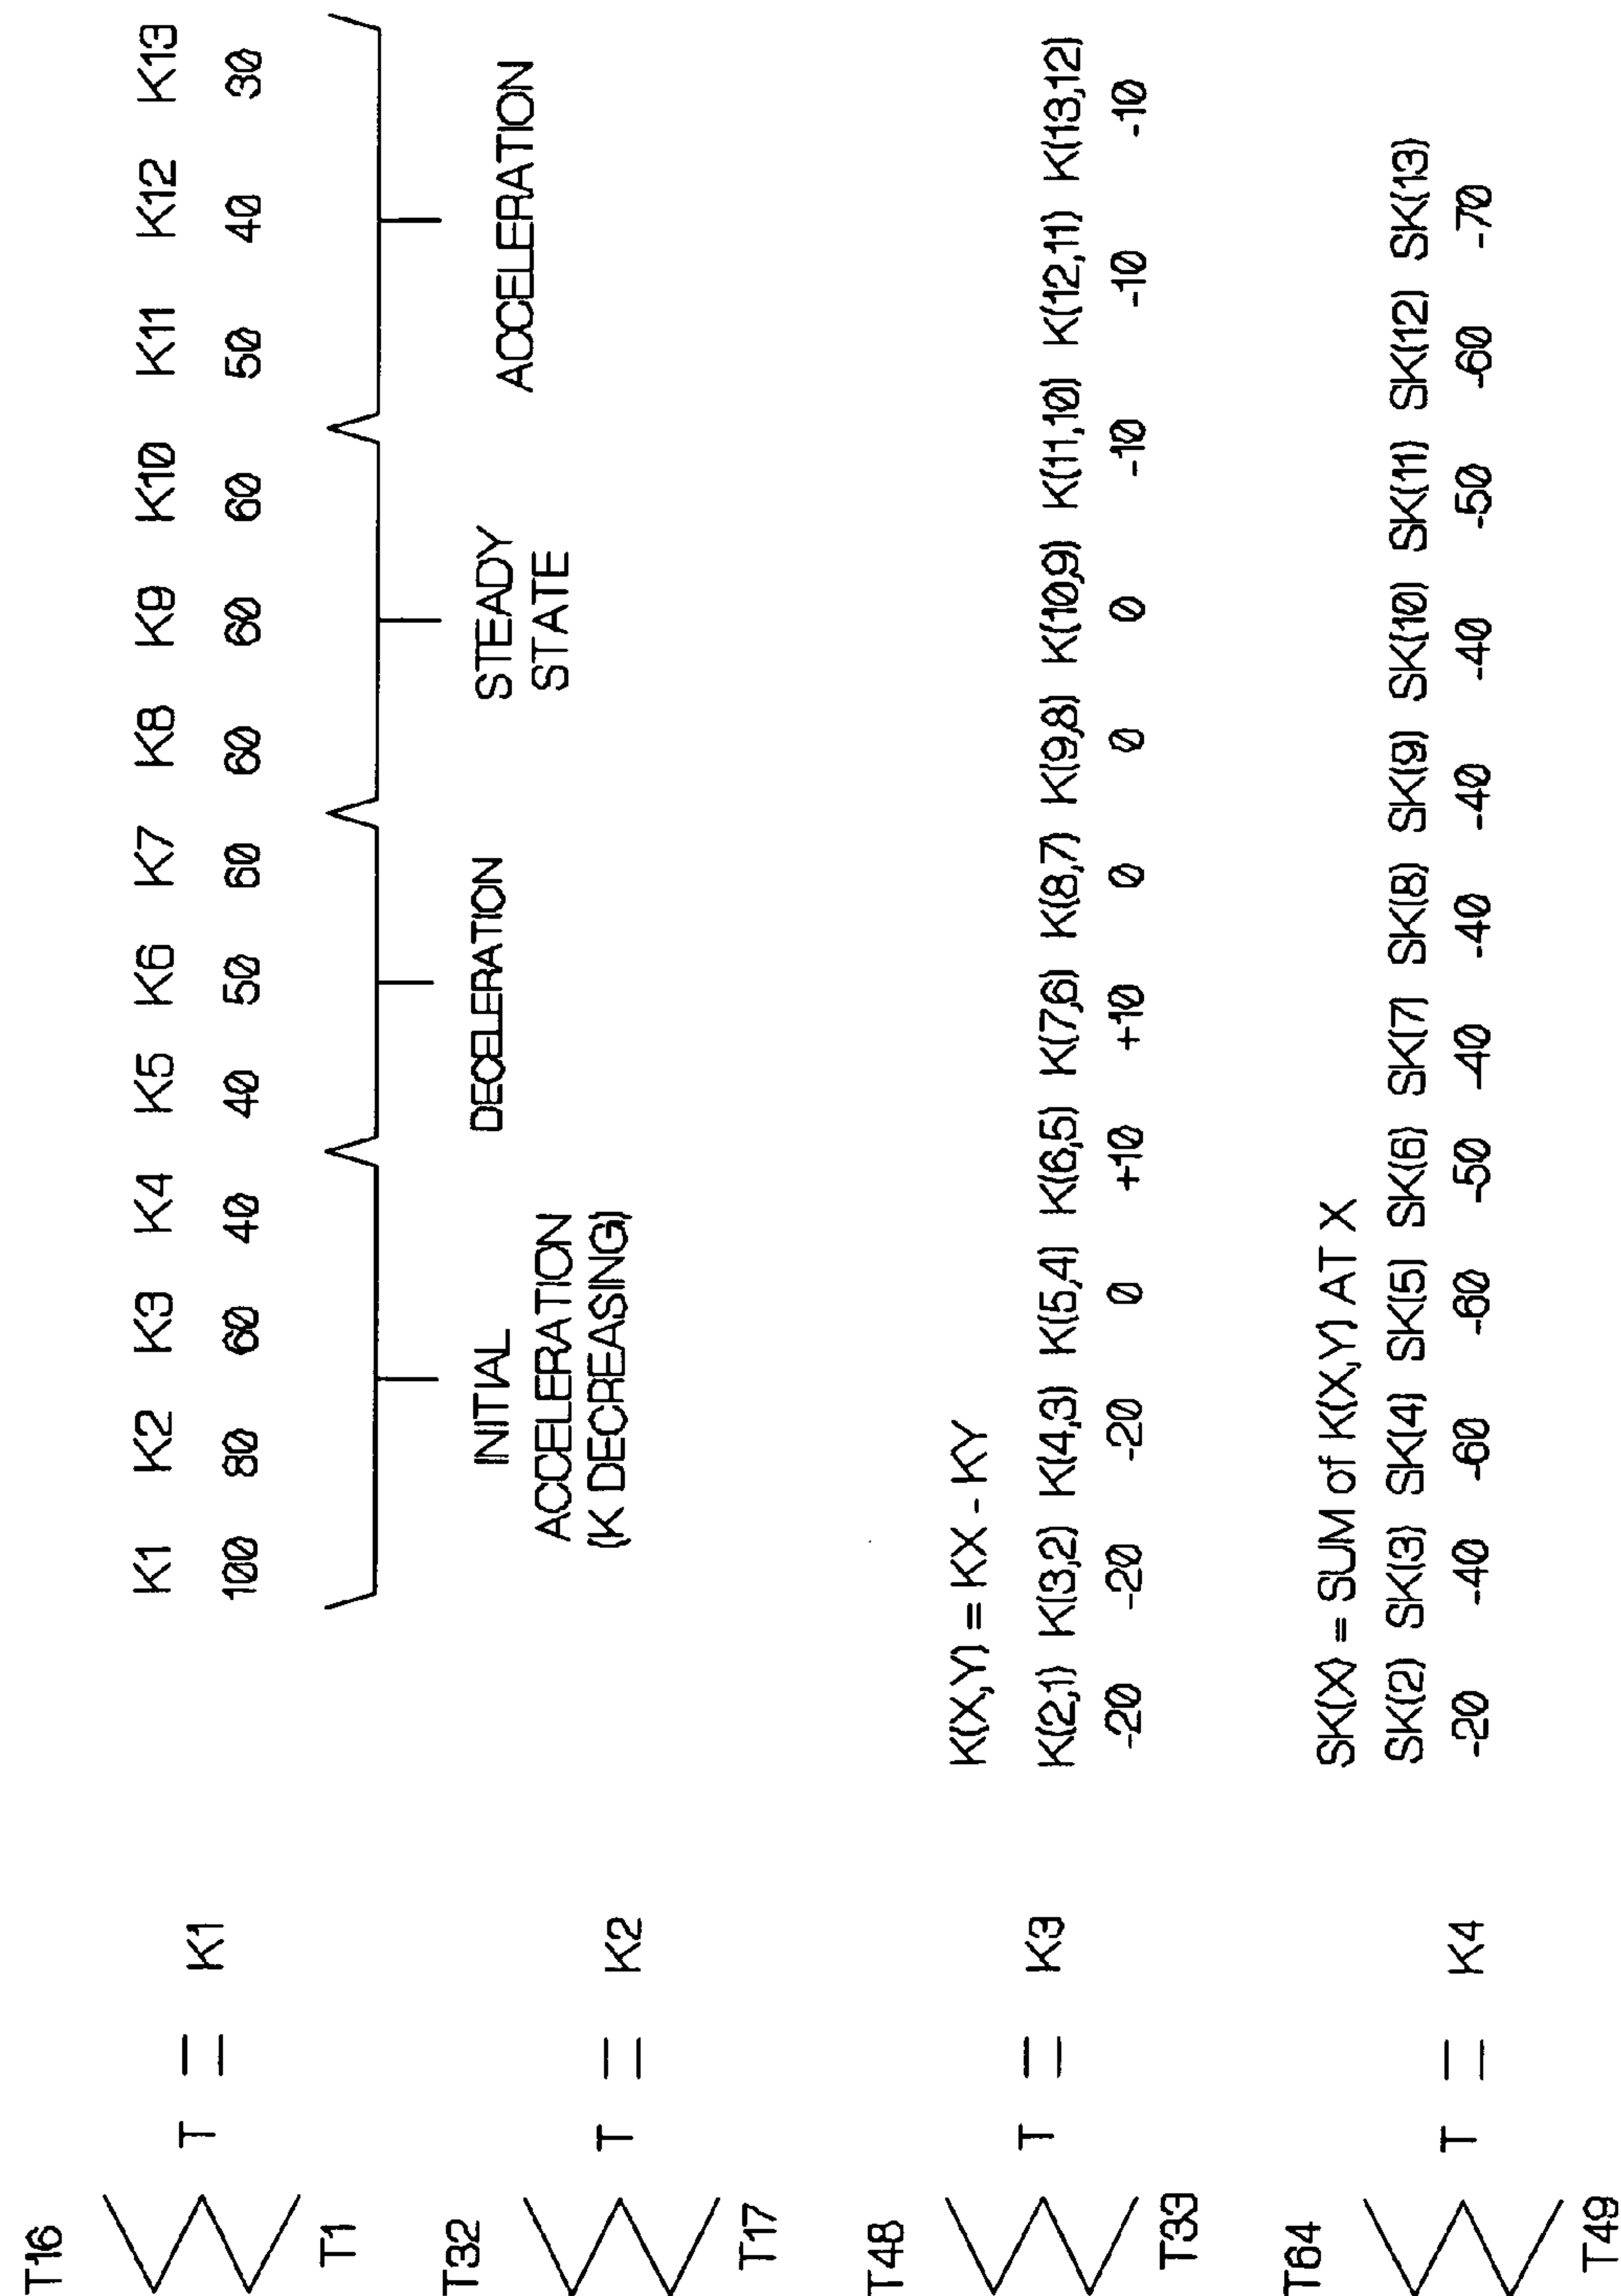 T16
T = K1
T1
T32
T = K2
T17
T48
T = K3
T33
T64
T = K4
T49
K1 K2 K3 K4 K5 K6 K7 K8 K9 K10 K11 K12 K13
100 80 60 40 40 50 60 60 60 60 50 40 30
INITIAL
ACCELERATION
(K DECREASING)
DECELERATION
STEADY
STATE
ACCELERATION
K(X,Y) = KX - KY
K(2,1) K(3,2) K(4,3) K(5,4) K(6,5) K(7,6) K(8,7) K(9,8) K(10,9) K(11,10) K(12,11) K(13,12)
-20 -20 -20 0 +10 +10 0 0 0 -10 -10 -10
SK(X) = SUM of K(X,Y) AT X
SK(2) SK(3) SK(4) SK(5) SK(6) SK(7) SK(8) SK(9) SK(10) SK(11) SK(12) SK(13)
-20 -40 -60 -60 -50 -40 -40 -40 -40 -50 -60 -70